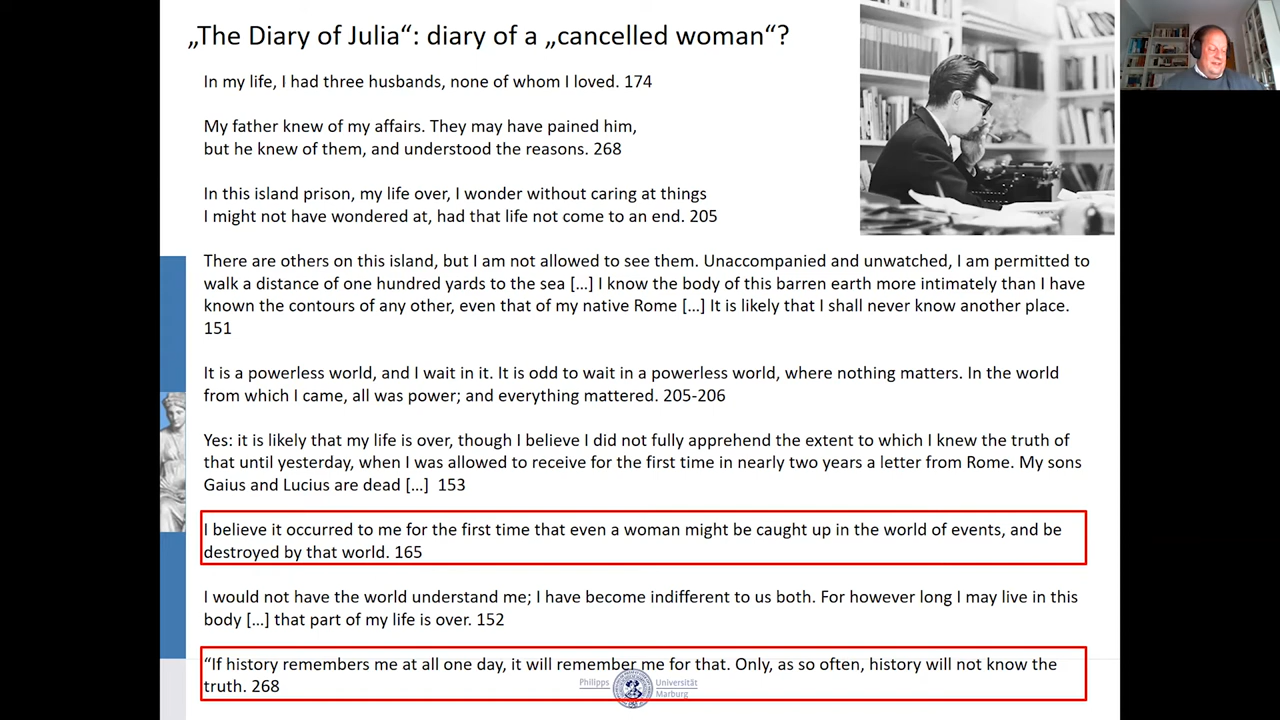 „The Diary of Julia“: diary of a „cancelled woman“?
In my life, I had three husbands, none of whom I loved. 174
My father knew of my affairs. They may have pained him,
but he knew of them, and understood the reasons. 268
In this island prison, my life over, I wonder without caring at things
I might not have wondered at, had that life not come to an end. 205
There are others on this island, but I am not allowed to see them. Unaccompanied and unwatched, I am permitted to
walk a distance of one hundred yards to the sea […] I know the body of this barren earth more intimately than I have
known the contours of any other, even that of my native Rome […] It is likely that I shall never know another place.
151
It is a powerless world, and I wait in it. It is odd to wait in a powerless world, where nothing matters. In the world
from which I came, all was power; and everything mattered. 205-206
Yes: it is likely that my life is over, though I believe I did not fully apprehend the extent to which I knew the truth of
that until yesterday, when I was allowed to receive for the first time in nearly two years a letter from Rome. My sons
Gaius and Lucius are dead […]  153
I believe it occurred to me for the first time that even a woman might be caught up in the world of events, and be
destroyed by that world. 165
I would not have the world understand me; I have become indifferent to us both. For however long I may live in this
body […] that part of my life is over. 152
“If history remembers me at all one day, it will remember me for that. Only, as so often, history will not know the
truth. 268
Philipps Universität
Marburg